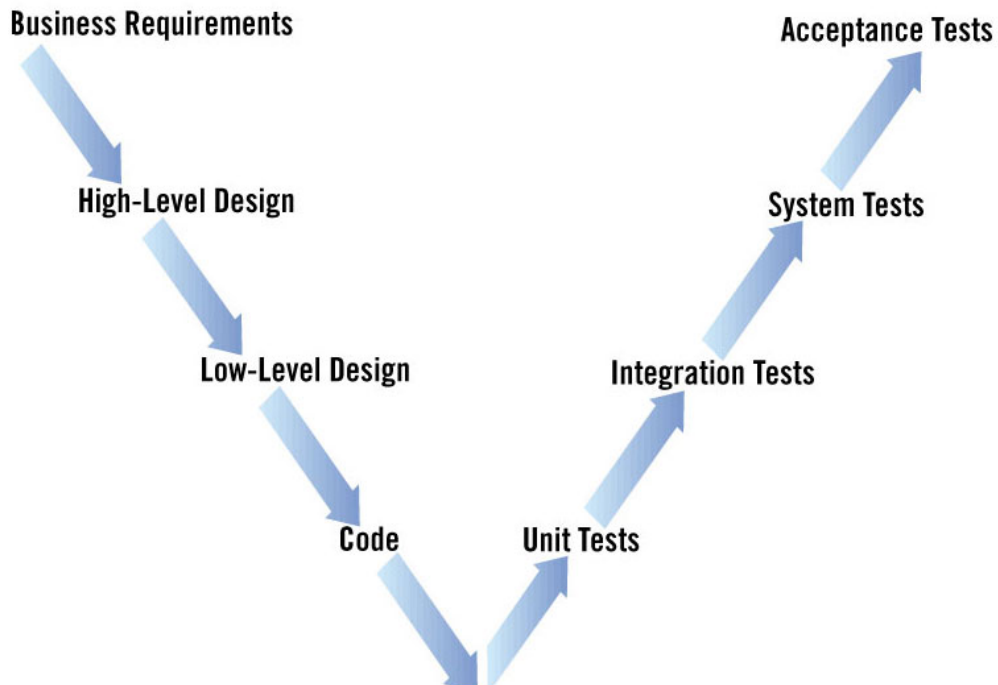 Business Requirements
Acceptance Tests
High-Level Design
System Tests
Low-Level Design
Integration Tests
Code
Unit Tests